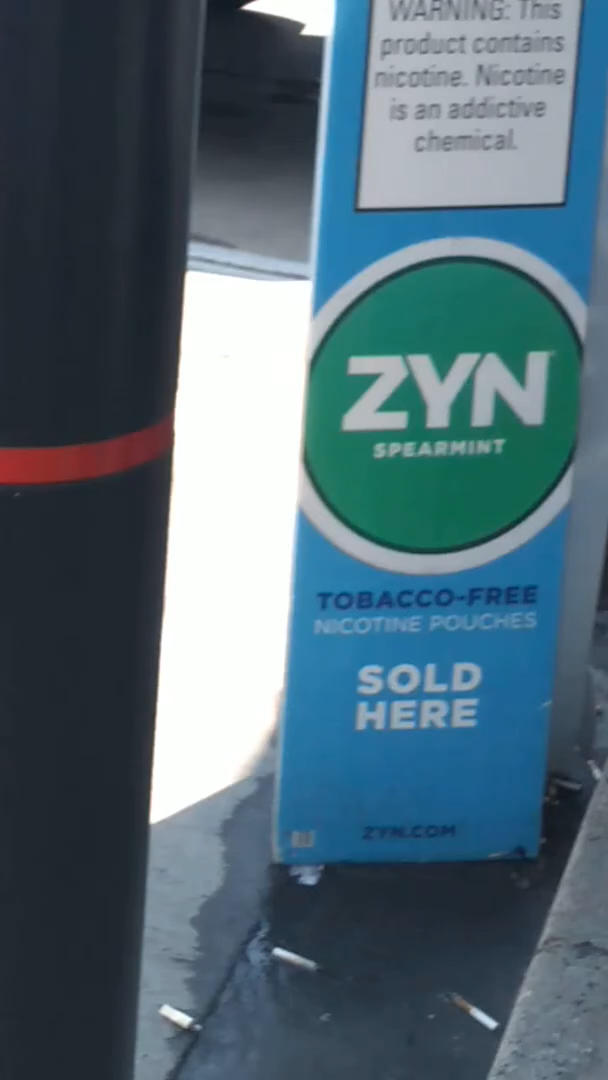 WARNING: This
product contains
nicotine. Nicotine
is an addictive
chemical.
ZYN
SPEARMINT
TOBACCO-FREE
NICOTINE POUCHES
SOLD
HERE
ZYN.COM